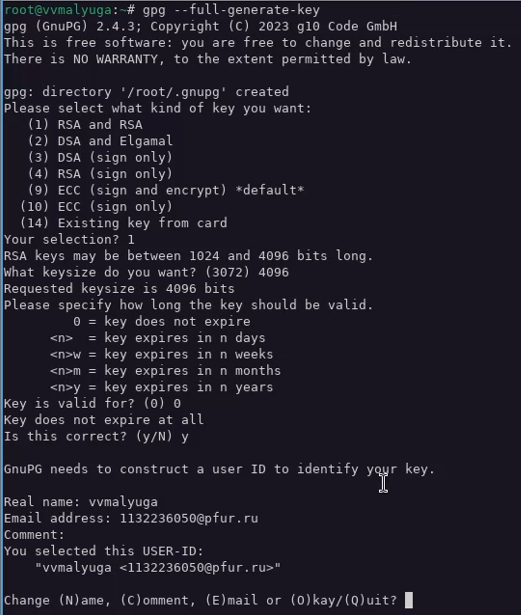 root@vvmalyuga:~# gpg --full-generate-key
gpg (GnuPG) 2.4.3; Copyright (C) 2023 g10 Code GmbH
This is free software: you are free to change and redistribute it.
There is NO WARRANTY, to the extent permitted by law.

gpg: directory '/root/.gnupg' created
Please select what kind of key you want:
   (1) RSA and RSA
   (2) DSA and Elgamal
   (3) DSA (sign only)
   (4) RSA (sign only)
   (9) ECC (sign and encrypt) *default*
  (10) ECC (sign only)
  (14) Existing key from card
Your selection? 1
RSA keys may be between 1024 and 4096 bits long.
What keysize do you want? (3072) 4096
Requested keysize is 4096 bits
Please specify how long the key should be valid.
         0 = key does not expire
      <n>  = key expires in n days
      <n>w = key expires in n weeks
      <n>m = key expires in n months
      <n>y = key expires in n years
Key is valid for? (0) 0
Key does not expire at all
Is this correct? (y/N) y

GnuPG needs to construct a user ID to identify your key.

Real name: vvmalyuga
Email address: 1132236050@pfur.ru
Comment:
You selected this USER-ID:
    "vvmalyuga <1132236050@pfur.ru>"

Change (N)ame, (C)omment, (E)mail or (O)kay/(Q)uit?